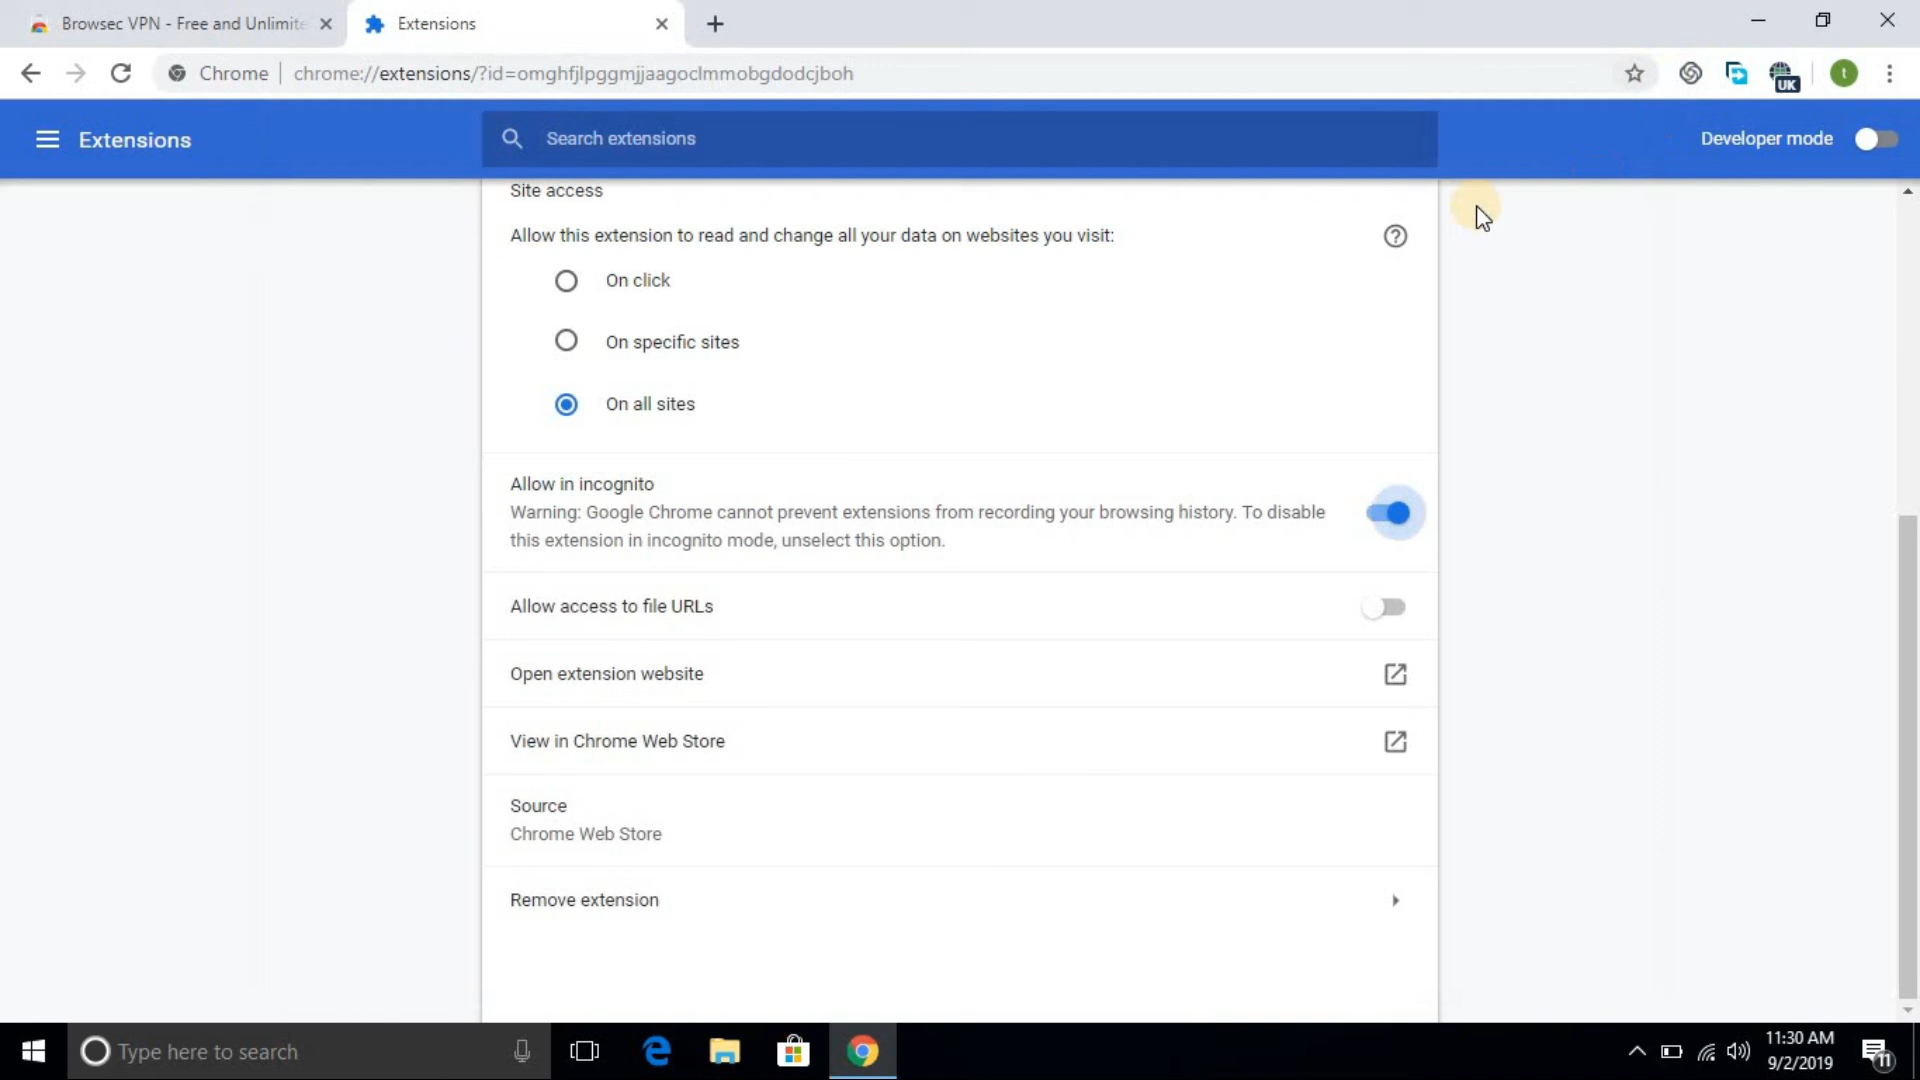 Browsec VPN - Free and Unlimite
Extensions
Chrome
chrome://extensions/?id=omghfjlpggmjjaagoclmmobgdodcjboh
UK
t
Extensions
Search extensions
Developer mode
Site access
Allow this extension to read and change all your data on websites you visit:
On click
On specific sites
On all sites
Allow in incognito
Warning: Google Chrome cannot prevent extensions from recording your browsing history. To disable
this extension in incognito mode, unselect this option.
Allow access to file URLs
Open extension website
View in Chrome Web Store
Source
Chrome Web Store
Remove extension
Type here to search
11:30 AM
9/2/2019
11